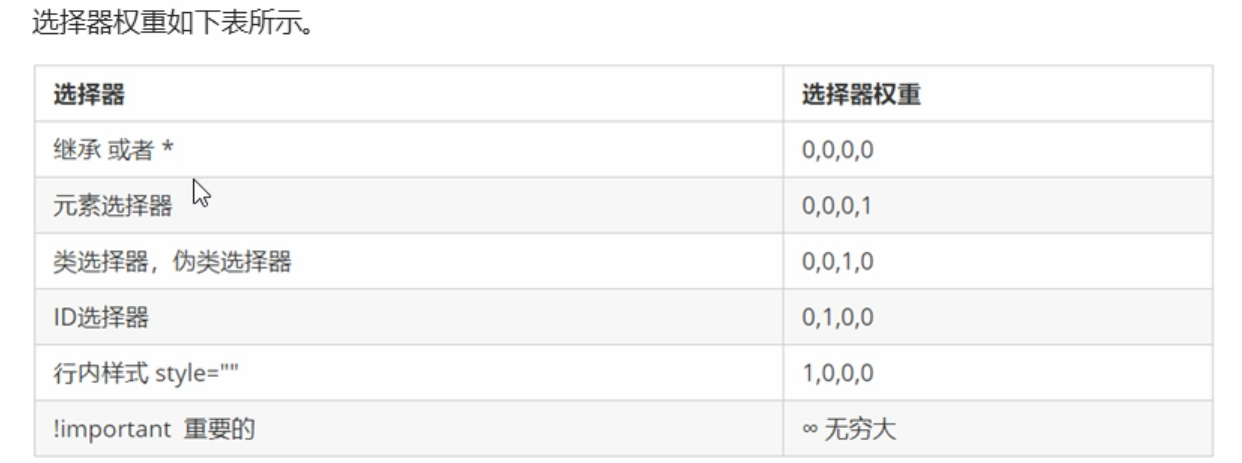 选择器权重如下表所示。
选择器 选择器权重
继承 或者 * 0,0,0,0
元素选择器 0,0,0,1
类选择器，伪类选择器 0,0,1,0
ID选择器 0,1,0,0
行内样式 style="" 1,0,0,0
!important 重要的 ∞ 无穷大